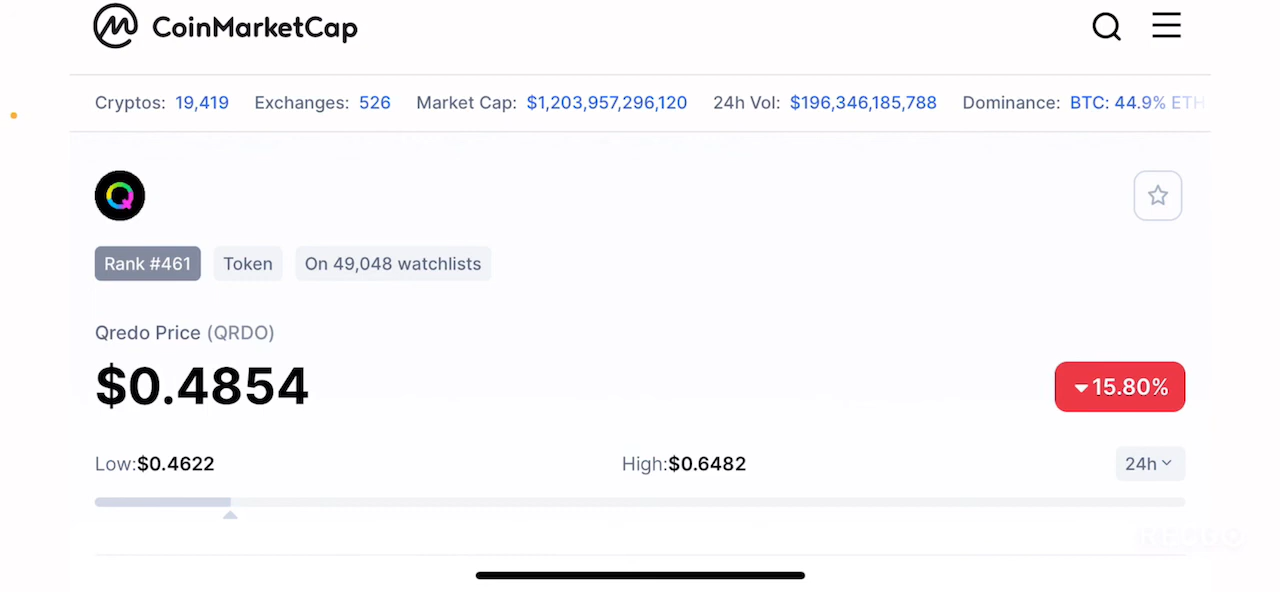 CoinMarketCap
Cryptos: 19,419 Exchanges: 526 Market Cap: $1,203,957,296,120 24h Vol: $196,346,185,788 Dominance: BTC: 44.9% ETH
Rank #461 Token On 49,048 watchlists
Qredo Price (QRDO)
$0.4854 15.80%
Low:$0.4622 High:$0.6482 24h